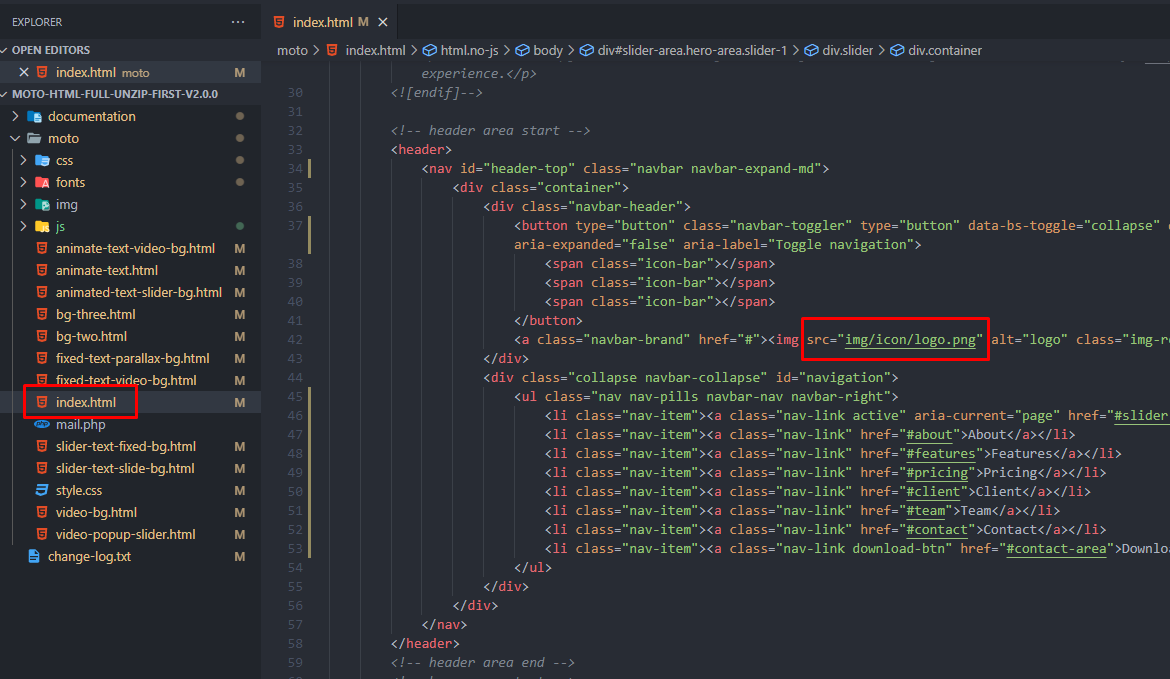 EXPLORER
OPEN EDITORS
index.html moto M
MOTO-HTML-FULL-UNZIP-FIRST-V2.0.0
documentation
moto
css
fonts
img
js
animate-text-video-bg.html M
animate-text.html M
animated-text-slider-bg.html M
bg-three.html M
bg-two.html M
fixed-text-parallax-bg.html M
fixed-text-video-bg.html M
index.html M
mail.php
slider-text-fixed-bg.html M
slider-text-slide-bg.html M
style.css M
video-bg.html M
video-popup-slider.html M
change-log.txt M
index.html M
moto > index.html > html.no-js > body > div#slider-area.hero-area.slider-1 > div.slider > div.container
experience.</p>
30 <![endif]-->
31
32 <!-- header area start -->
33 <header>
34 <nav id="header-top" class="navbar navbar-expand-md">
35 <div class="container">
36 <div class="navbar-header">
37 <button type="button" class="navbar-toggler" type="button" data-bs-toggle="collapse"
aria-expanded="false" aria-label="Toggle navigation">
38 <span class="icon-bar"></span>
39 <span class="icon-bar"></span>
40 <span class="icon-bar"></span>
41 </button>
42 <a class="navbar-brand" href="#"><img src="img/icon/logo.png" alt="logo" class="img-r
43 </div>
44 <div class="collapse navbar-collapse" id="navigation">
45 <ul class="nav nav-pills navbar-nav navbar-right">
46 <li class="nav-item"><a class="nav-link active" aria-current="page" href="#slider
47 <li class="nav-item"><a class="nav-link" href="#about">About</a></li>
48 <li class="nav-item"><a class="nav-link" href="#features">Features</a></li>
49 <li class="nav-item"><a class="nav-link" href="#pricing">Pricing</a></li>
50 <li class="nav-item"><a class="nav-link" href="#client">Client</a></li>
51 <li class="nav-item"><a class="nav-link" href="#team">Team</a></li>
52 <li class="nav-item"><a class="nav-link" href="#contact">Contact</a></li>
53 <li class="nav-item"><a class="nav-link download-btn" href="#contact-area">Downlo
54 </ul>
55 </div>
56 </div>
57 </nav>
58 </header>
59 <!-- header area end -->